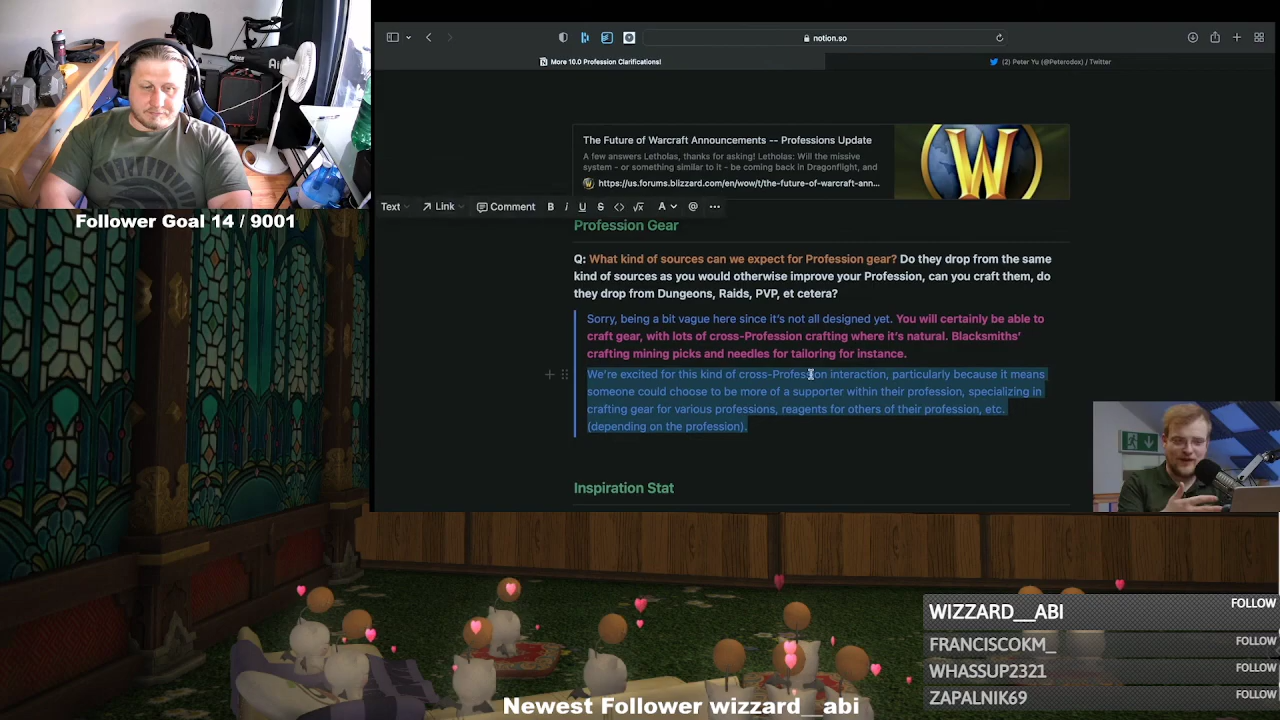 notion.so
More 10.0 Profession Clarifications!
(2) Peter Yu (@Peterodox) / Twitter
The Future of Warcraft Announcements -- Professions Update
A few answers Letholas, thanks for asking! Letholas: Will the missive
system - or something similar to it - be coming back in Dragonflight, and
https://us.forums.blizzard.com/en/wow/t/the-future-of-warcraft-ann...
W
Text
Link
Comment
B i U S <> √x A @ •••
Profession Gear
Q: What kind of sources can we expect for Profession gear? Do they drop from the same
kind of sources as you would otherwise improve your Profession, can you craft them, do
they drop from Dungeons, Raids, PVP, et cetera?
Sorry, being a bit vague here since it's not all designed yet. You will certainly be able to
craft gear, with lots of cross-Profession crafting where it's natural. Blacksmiths'
crafting mining picks and needles for tailoring for instance.
We're excited for this kind of cross-Profession interaction, particularly because it means
someone could choose to be more of a supporter within their profession, specializing in
crafting gear for various professions, reagents for others of their profession, etc.
(depending on the profession).
Inspiration Stat
Follower Goal 14 / 9001
WIZZARD__ABI FOLLOW
FRANCISCOKM_ FOLLOW
WHASSUP2321 FOLLOW
ZAPALNIK69 FOLLOW
Newest Follower wizzard__abi